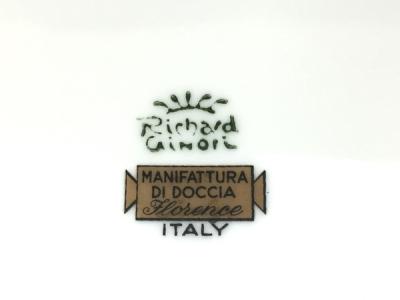 Richard
Ginori
MANIFATTURA
DI DOCCIA
Florence
ITALY